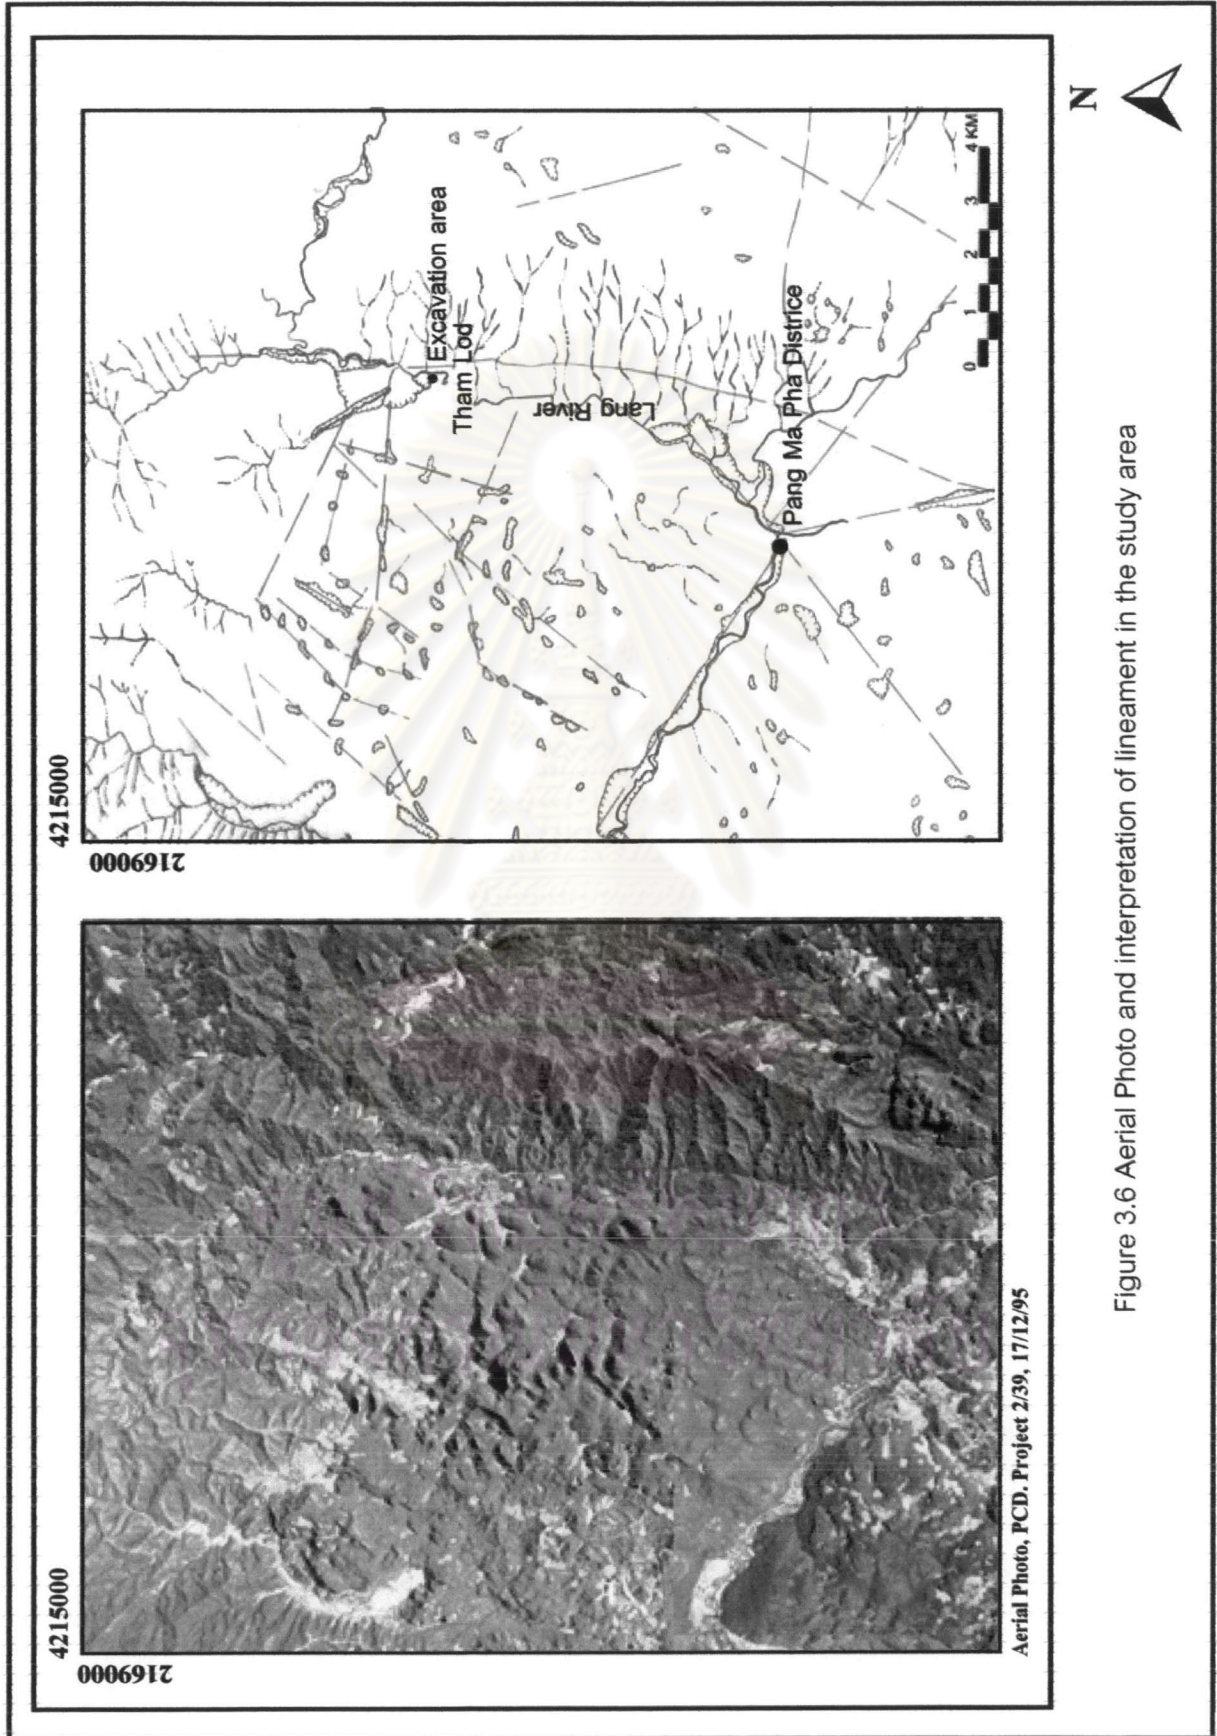 4215000
2169000
Aerial Photo, PCD. Project 2/39, 17/12/95
4215000
2169000
Excavation area
Tham Lod
Lang River
Pang Ma Pha Districe
0 1 2 3 4 KM
N
Figure 3.6 Aerial Photo and interpretation of lineament in the study area